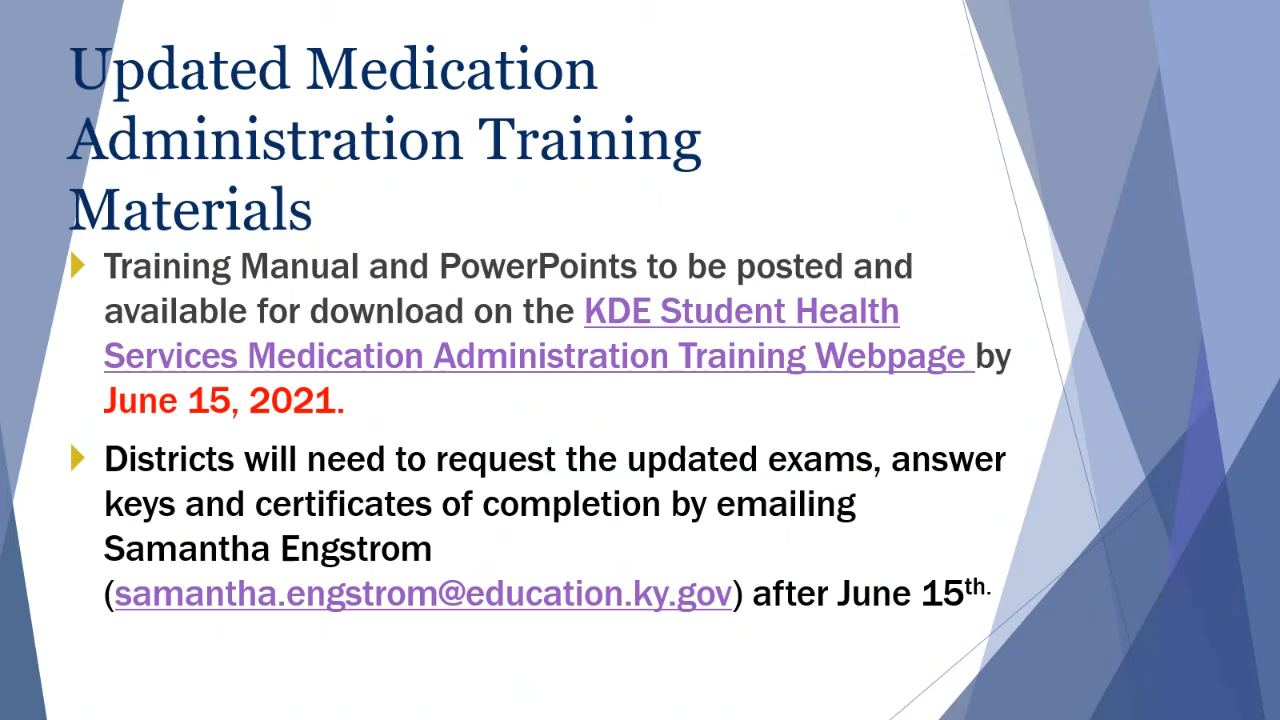 Updated Medication
Administration Training
Materials
Training Manual and PowerPoints to be posted and
available for download on the KDE Student Health
Services Medication Administration Training Webpage by
June 15, 2021.
Districts will need to request the updated exams, answer
keys and certificates of completion by emailing
Samantha Engstrom
(samantha.engstrom@education.ky.gov) after June 15th.